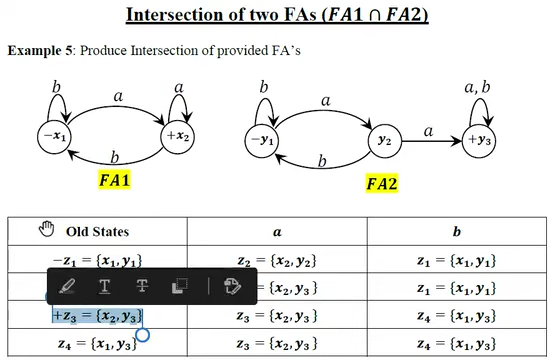 Intersection of two FAs (FA1 ∩ FA2)
Example 5: Produce Intersection of provided FA's
b a a b a a, b
−x₁ +x₂ −y₁ y₂ a +y₃
b b
FA1 FA2
Old States a b
−z₁ = {x₁, y₁} z₂ = {x₂, y₂} z₁ = {x₁, y₁}
= {x₂, y₃} z₁ = {x₁, y₁}
+z₃ = {x₂, y₃} z₃ = {x₂, y₃} z₄ = {x₁, y₃}
z₄ = {x₁, y₃} z₃ = {x₂, y₃} z₄ = {x₁, y₃}